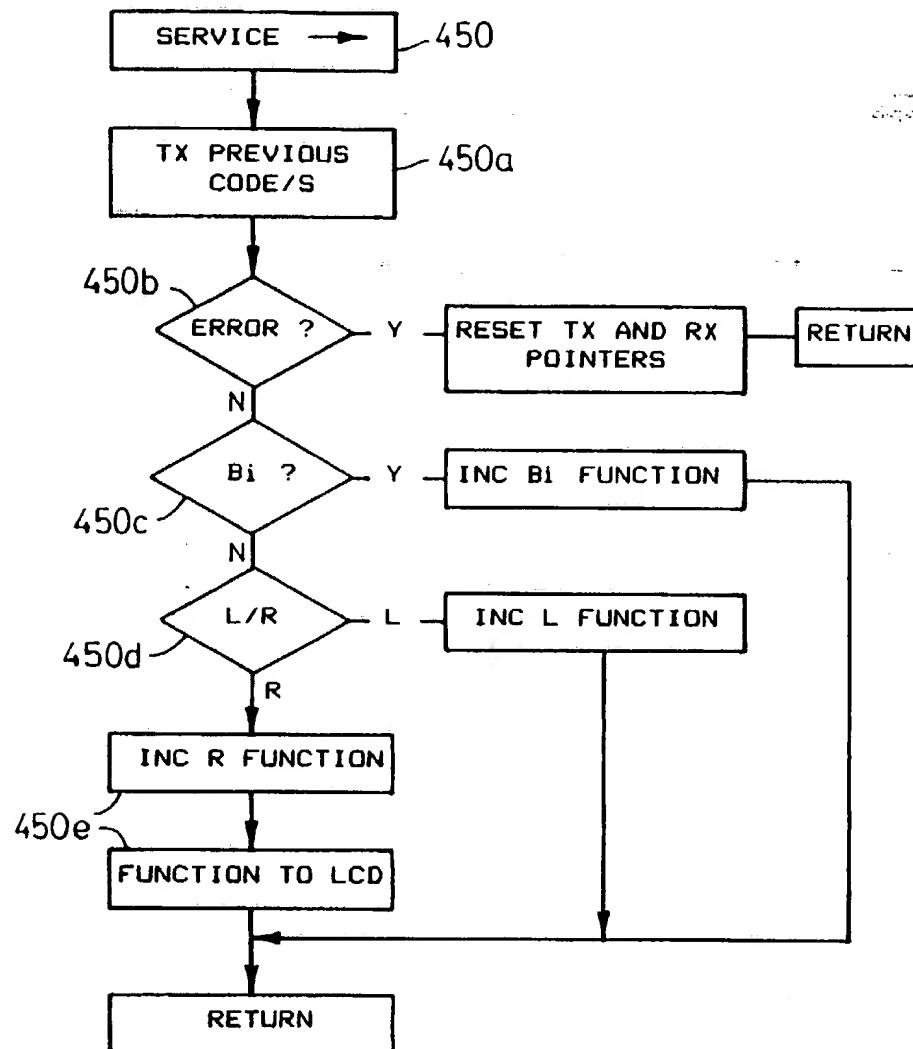 SERVICE →
450
TX PREVIOUS
CODE/S
450a
450b
ERROR ?
Y
RESET TX AND RX
POINTERS
RETURN
N
Bi ?
Y
INC Bi FUNCTION
450c
N
L/R
L
INC L FUNCTION
450d
R
INC R FUNCTION
450e
FUNCTION TO LCD
RETURN